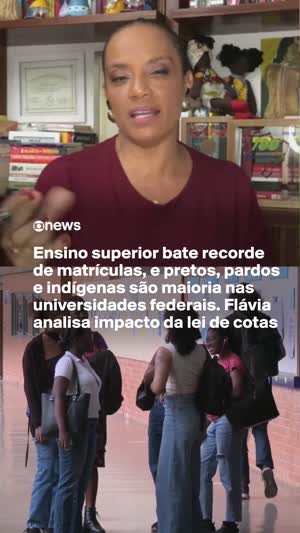 news
Ensino superior bate recorde
de matrículas, e pretos, pardos
e indígenas são maioria nas
universidades federais. Flávia
analisa impacto da lei de cotas